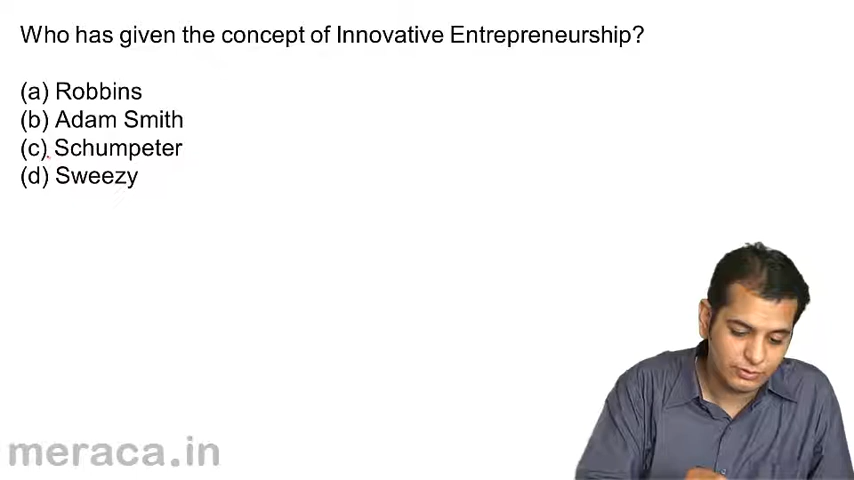 Who has given the concept of Innovative Entrepreneurship?
(a) Robbins
(b) Adam Smith
(c) Schumpeter
(d) Sweezy
meraca.in